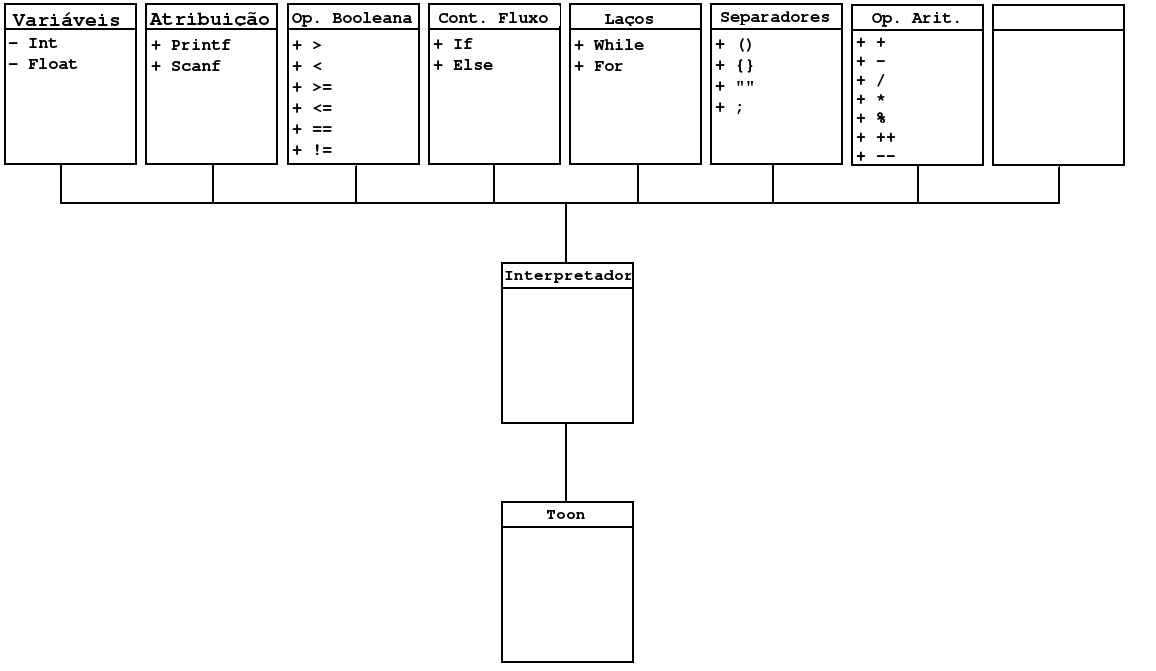 Variáveis
- Int
- Float
Atribuição
+ Printf
+ Scanf
Op. Booleana
+ >
+ <
+ >=
+ <=
+ ==
+ !=
Cont. Fluxo
+ If
+ Else
Laços
+ While
+ For
Separadores
+ ()
+ {}
+ ""
+ ;
Op. Arit.
+ +
+ -
+ /
+ *
+ %
+ ++
+ --
Interpretador
Toon